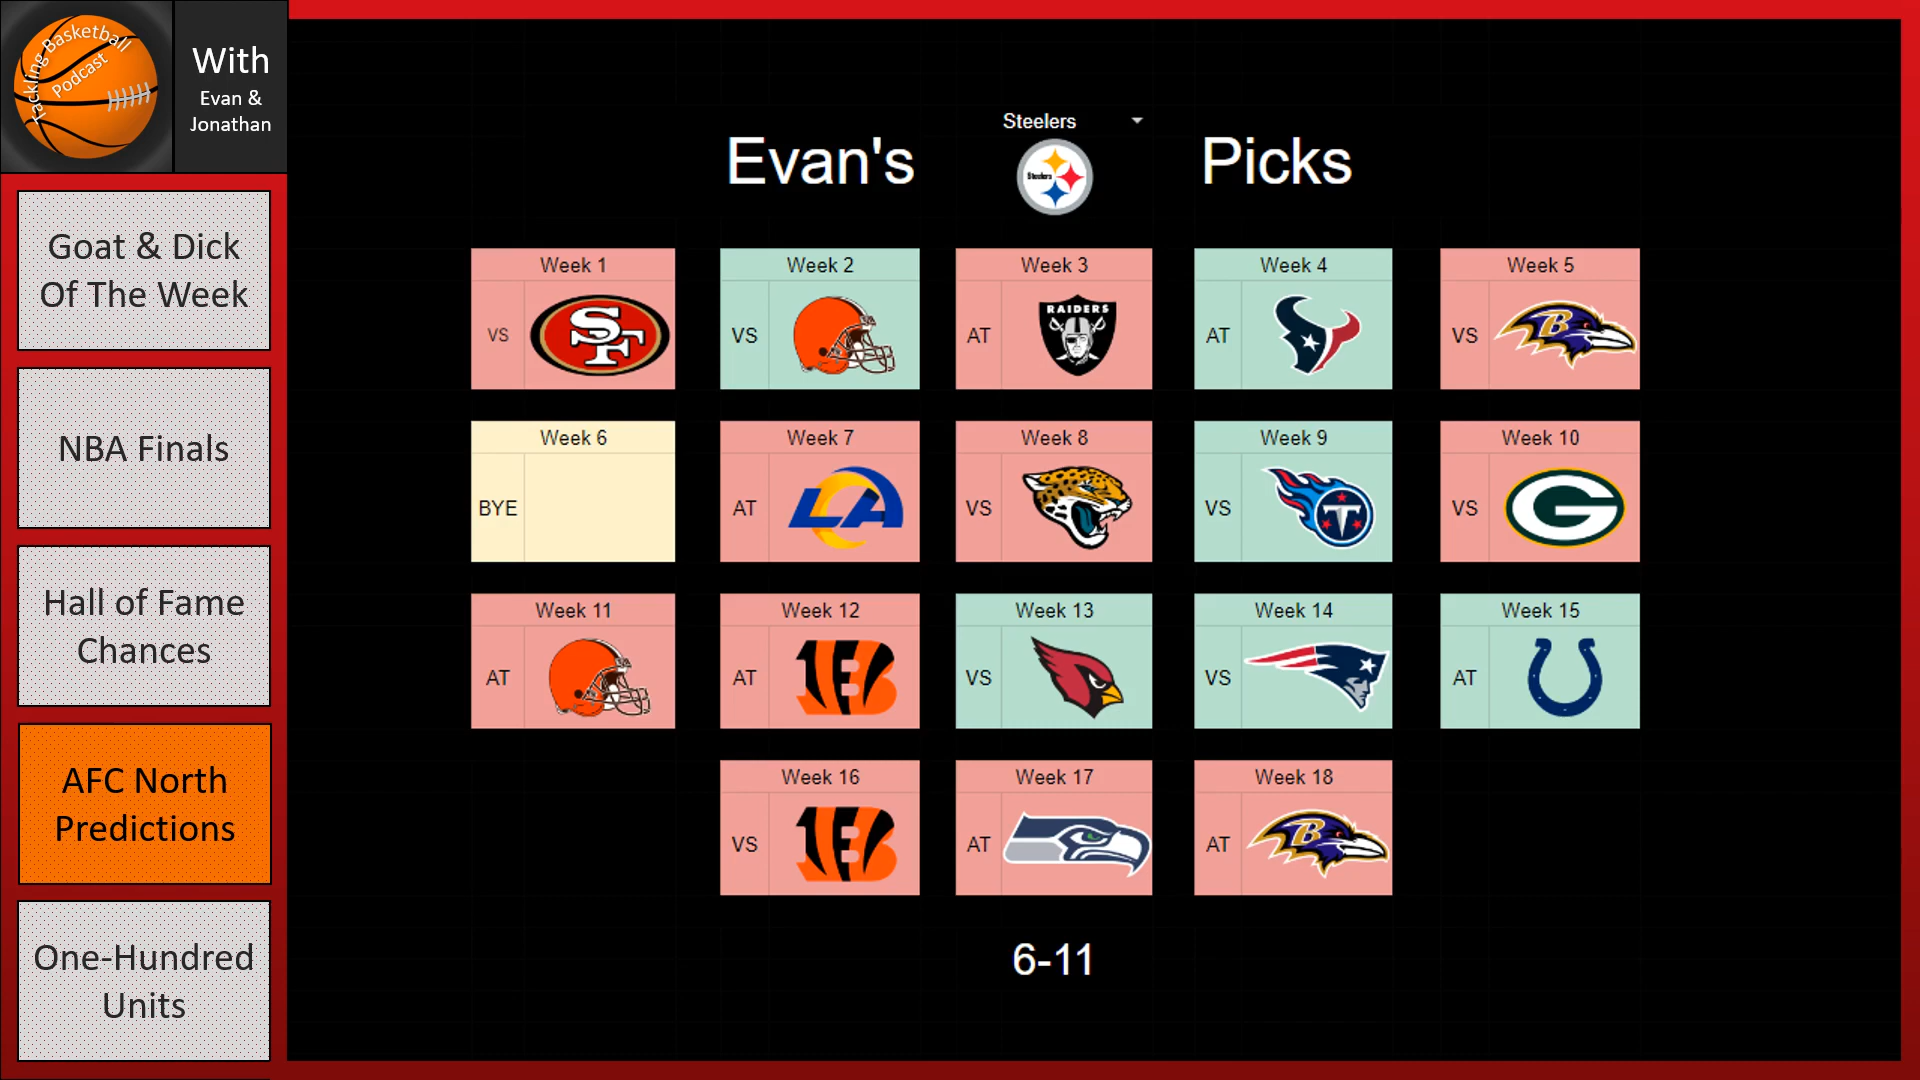 Tackling Basketball
Podcast
With
Evan &
Jonathan
Goat & Dick
Of The Week
NBA Finals
Hall of Fame
Chances
AFC North
Predictions
One-Hundred
Units
Steelers
Evan's
Steelers
Picks
Week 1
VS
SF
Week 2
VS
Week 3
AT
RAIDERS
Week 4
AT
Week 5
VS
B
Week 6
BYE
Week 7
AT
LA
Week 8
VS
Week 9
VS
T
Week 10
VS
G
Week 11
AT
Week 12
AT
B
Week 13
VS
Week 14
VS
Week 15
AT
Week 16
VS
B
Week 17
AT
Week 18
AT
B
6-11